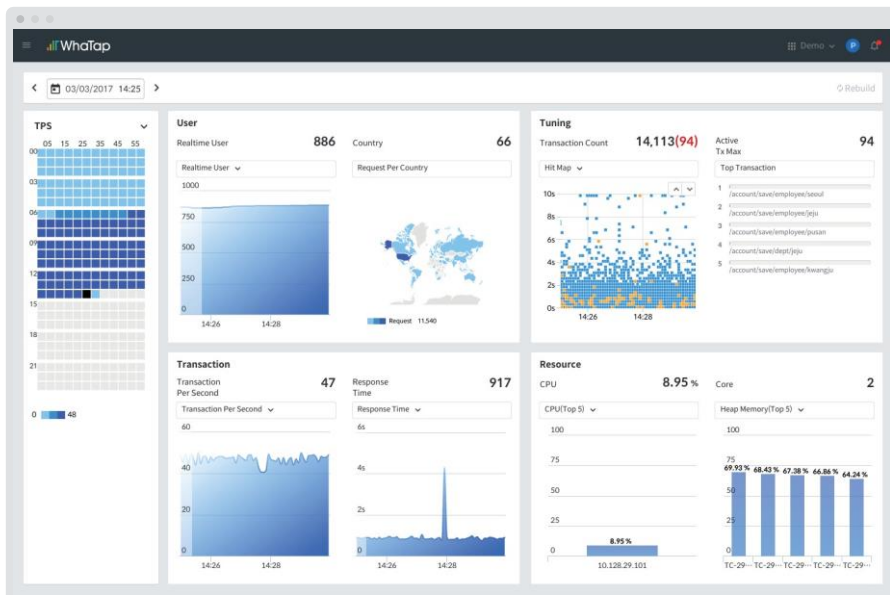 WhaTap
Demo
P
03/03/2017 14:25
Rebuild
TPS
05 15 25 35 45 55
00
03
06
09
12
15
18
21
0 48
User
Realtime User 886
Country 66
Realtime User
Request Per Country
1000
750
500
250
0
14:26 14:28
Request 11,540
Tuning
Transaction Count 14,113(94)
Active
Tx Max
94
Hit Map
Top Transaction
10s
8s
6s
4s
2s
0s
14:26 14:28
1 /account/save/employee/seoul
2 /account/save/employee/jeju
3 /account/save/employee/pusan
4 /account/save/dept/jeju
5 /account/save/employee/kwangju
Transaction
Transaction
Per Second
47
Response
Time
917
Transaction Per Second
Response Time
60
40
20
0
14:26 14:28
6s
4s
2s
0
14:26 14:28
Resource
CPU 8.95 %
Core 2
CPU(Top 5)
Heap Memory(Top 5)
100
75
50
25
0
8.95 %
10.128.29.101
100
75
50
25
0
69.93 % 68.43 % 67.38 % 66.86 % 64.24 %
TC-29··· TC-29··· TC-29··· TC-29··· TC-29···